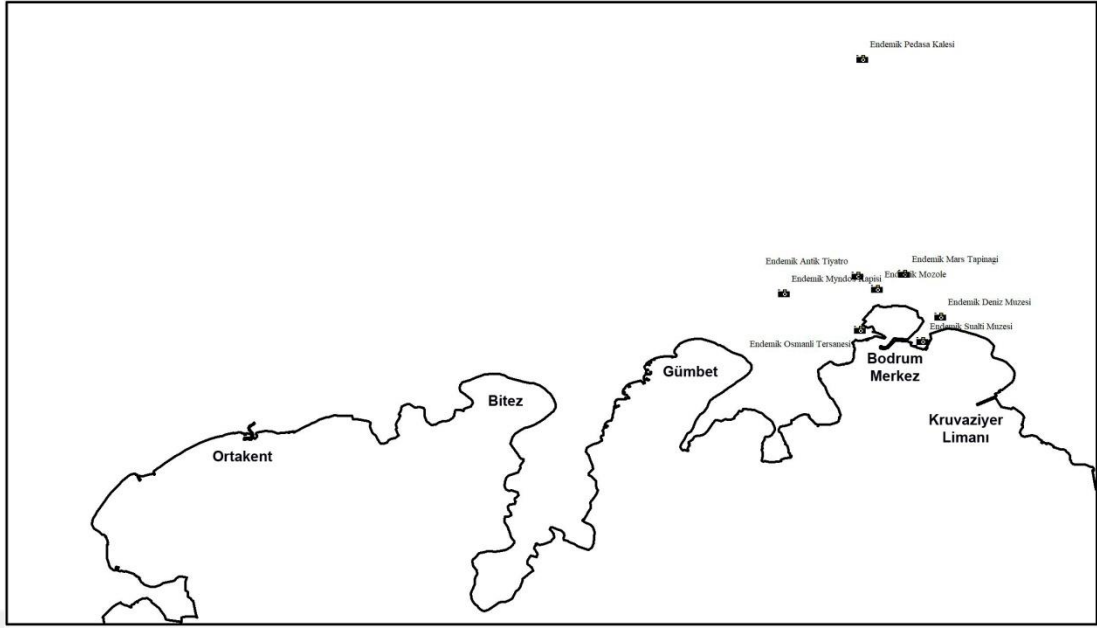 Endemik Pedasa Kalesi
Endemik Antik Tiyatro
Endemik Mars Tapinagi
Endemik Myndos Kapisi
Endemik Mozole
Endemik Deniz Muzesi
Endemik Sualti Muzesi
Endemik Osmanli Tersanesi
Bodrum
Merkez
Gümbet
Bitez
Kruvaziyer
Limanı
Ortakent